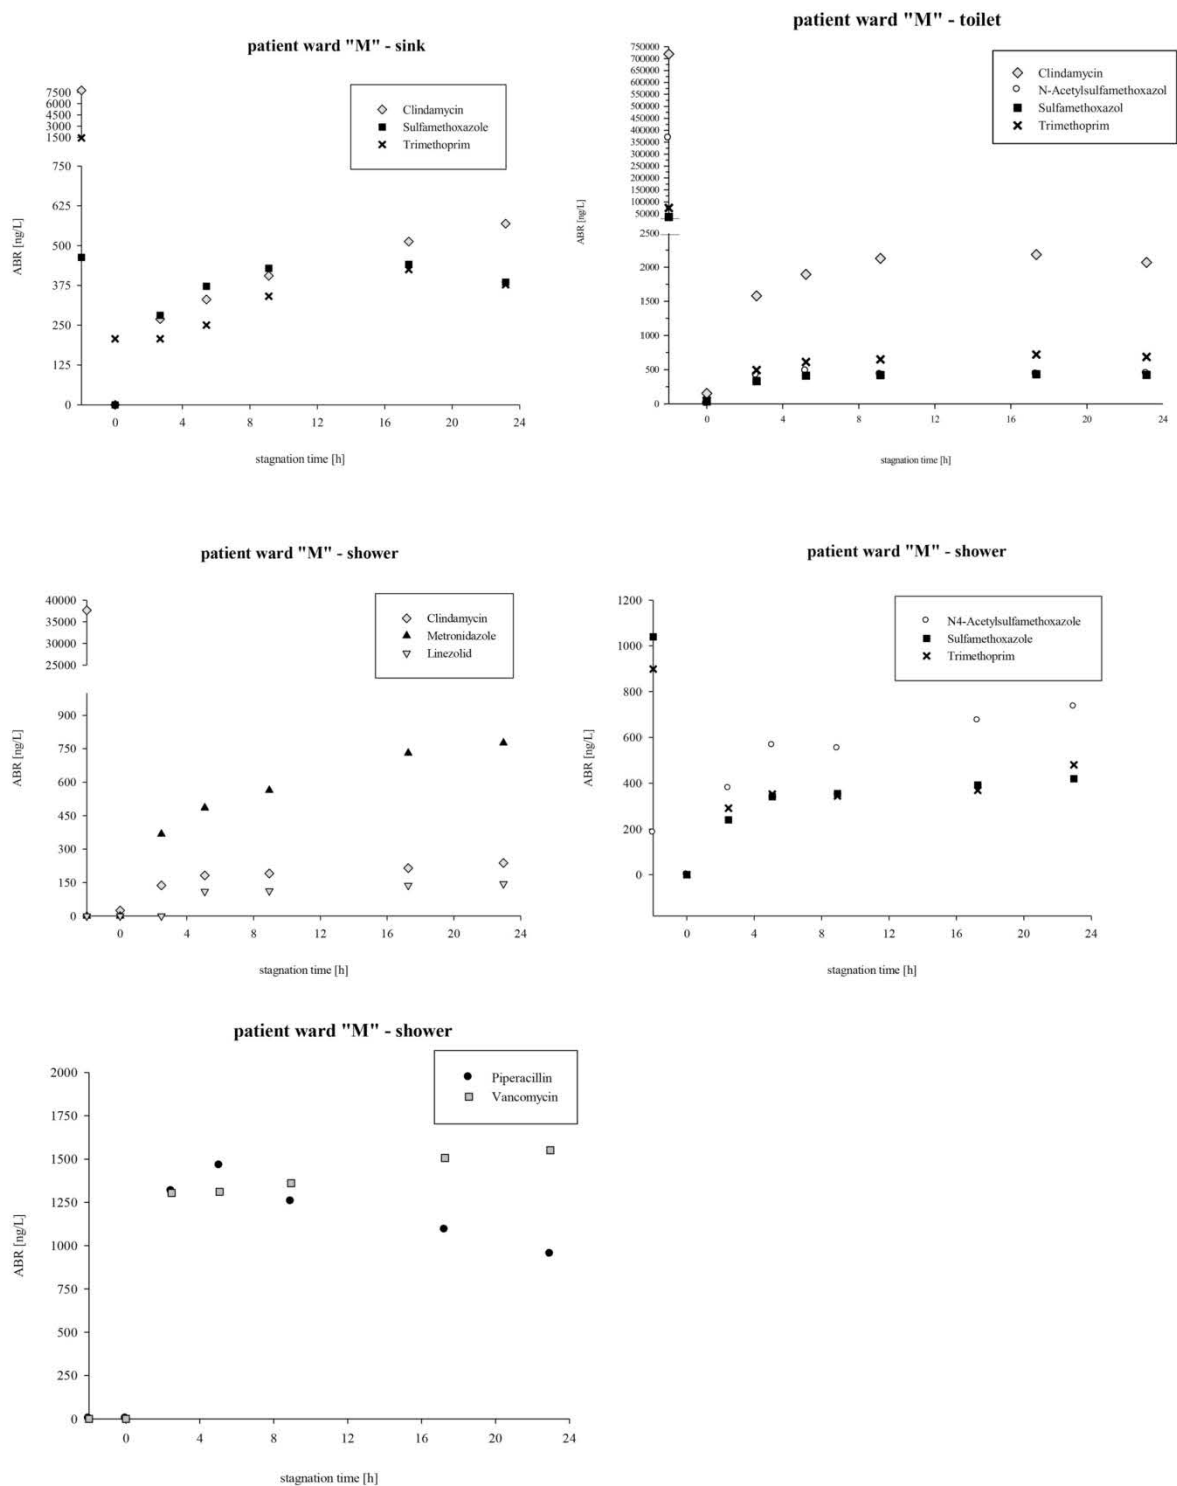 patient ward "M" - sink
7500
6000
4500
3000
1500
750
625
500
375
250
125
0
ABR [ng/L]
Clindamycin
Sulfamethoxazole
Trimethoprim
0 4 8 12 16 20 24
stagnation time [h]
patient ward "M" - toilet
750000
700000
650000
600000
550000
500000
450000
400000
350000
300000
250000
200000
150000
100000
50000
2500
2000
1500
1000
500
0
ABR [ng/L]
Clindamycin
N-Acetylsulfamethoxazol
Sulfamethoxazol
Trimethoprim
0 4 8 12 16 20 24
stagnation time [h]
patient ward "M" - shower
40000
35000
30000
25000
900
750
600
450
300
150
0
ABR [ng/L]
Clindamycin
Metronidazole
Linezolid
0 4 8 12 16 20 24
stagnation time [h]
patient ward "M" - shower
1200
1000
800
600
400
200
0
ABR [ng/L]
N4-Acetylsulfamethoxazole
Sulfamethoxazole
Trimethoprim
0 4 8 12 16 20 24
stagnation time [h]
patient ward "M" - shower
2000
1750
1500
1250
1000
750
500
250
0
ABR [ng/L]
Piperacillin
Vancomycin
0 4 8 12 16 20 24
stagnation time [h]